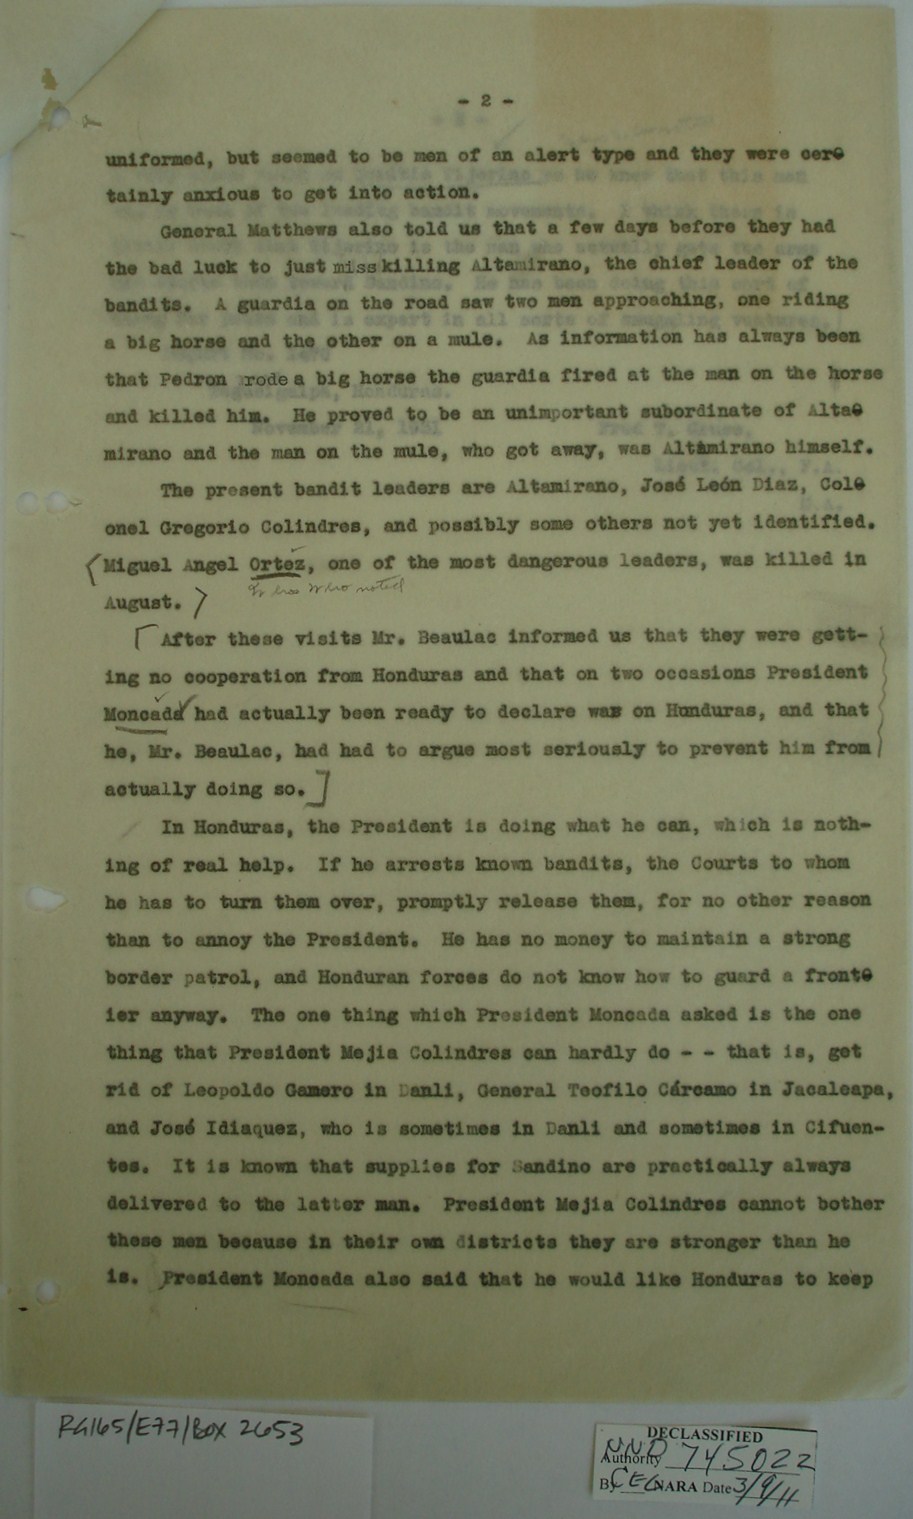 - 2 -
uniformed, but seemed to be men of an alert type and they were cer-
tainly anxious to get into action.
General Matthews also told us that a few days before they had
the bad luck to just miss killing Altamirano, the chief leader of the
bandits. A guardia on the road saw two men approaching, one riding
a big horse and the other on a mule. As information has always been
that Pedron rode a big horse the guardia fired at the man on the horse
and killed him. He proved to be an unimportant subordinate of Alta-
mirano and the man on the mule, who got away, was Altamirano himself.
The present bandit leaders are Altamirano, José León Diaz, Col-
onel Gregorio Colindres, and possibly some others not yet identified.
Miguel Angel Ortez, one of the most dangerous leaders, was killed in
Who's Who noted
August.
After these visits Mr. Beaulac informed us that they were gett-
ing no cooperation from Honduras and that on two occasions President
Moncada had actually been ready to declare war on Honduras, and that
he, Mr. Beaulac, had had to argue most seriously to prevent him from
actually doing so.
In Honduras, the President is doing what he can, which is noth-
ing of real help. If he arrests known bandits, the Courts to whom
he has to turn them over, promptly release them, for no other reason
than to annoy the President. He has no money to maintain a strong
border patrol, and Honduran forces do not know how to guard a front-
ier anyway. The one thing which President Moncada asked is the one
thing that President Mejia Colindres can hardly do - - that is, get
rid of Leopoldo Gamero in Danli, General Teofilo Cárcamo in Jacaleapa,
and José Idiaquez, who is sometimes in Danli and sometimes in Cifuen-
tes. It is known that supplies for Sandino are practically always
delivered to the latter man. President Mejia Colindres cannot bother
these men because in their own districts they are stronger than he
is. President Moncada also said that he would like Honduras to keep
RG165/E77/Box 2653
DECLASSIFIED
Authority NND 745022
By CEG NARA Date 3/9/11